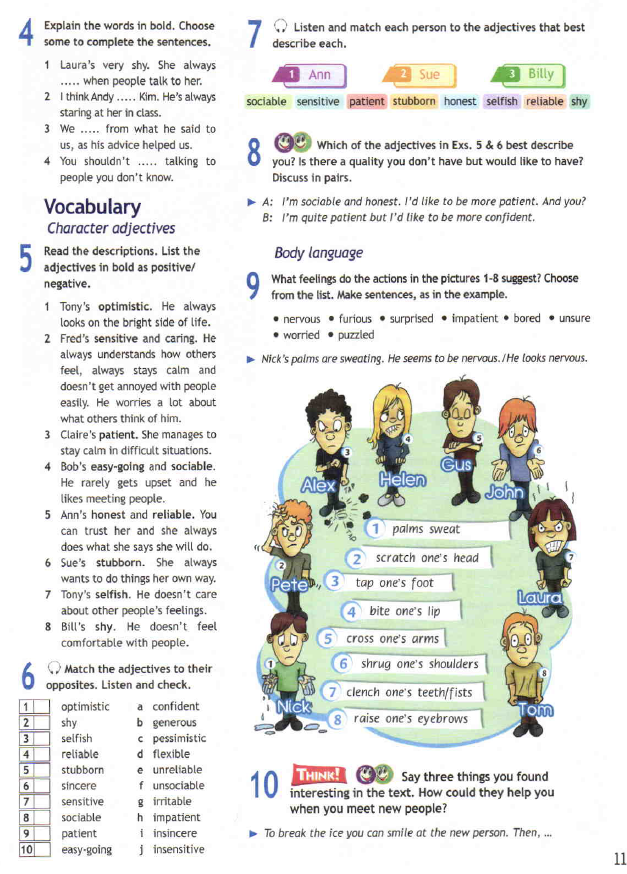 4 Explain the words in bold. Choose
some to complete the sentences.
1 Laura's very shy. She always
..... when people talk to her.
2 I think Andy ..... Kim. He's always
staring at her in class.
3 We ..... from what he said to
us, as his advice helped us.
4 You shouldn't ..... talking to
people you don't know.
Vocabulary
Character adjectives
5 Read the descriptions. List the
adjectives in bold as positive/
negative.
1 Tony's optimistic. He always
looks on the bright side of life.
2 Fred's sensitive and caring. He
always understands how others
feel, always stays calm and
doesn't get annoyed with people
easily. He worries a lot about
what others think of him.
3 Claire's patient. She manages to
stay calm in difficult situations.
4 Bob's easy-going and sociable.
He rarely gets upset and he
likes meeting people.
5 Ann's honest and reliable. You
can trust her and she always
does what she says she will do.
6 Sue's stubborn. She always
wants to do things her own way.
7 Tony's selfish. He doesn't care
about other people's feelings.
8 Bill's shy. He doesn't feel
comfortable with people.
6 Match the adjectives to their
opposites. Listen and check.
1 optimistic a confident
2 shy b generous
3 selfish c pessimistic
4 reliable d flexible
5 stubborn e unreliable
6 sincere f unsociable
7 sensitive g irritable
8 sociable h impatient
9 patient i insincere
10 easy-going j insensitive
7 Listen and match each person to the adjectives that best
describe each.
1 Ann 2 Sue 3 Billy
sociable sensitive patient stubborn honest selfish reliable shy
8 Which of the adjectives in Exs. 5 & 6 best describe
you? Is there a quality you don't have but would like to have?
Discuss in pairs.
A: I'm sociable and honest. I'd like to be more patient. And you?
B: I'm quite patient but I'd like to be more confident.
Body language
9 What feelings do the actions in the pictures 1-8 suggest? Choose
from the list. Make sentences, as in the example.
• nervous • furious • surprised • impatient • bored • unsure
• worried • puzzled
Nick's palms are sweating. He seems to be nervous./He looks nervous.
3 4 5 6
Alex Helen Gus John
1 palms sweat
2 scratch one's head
3 tap one's foot
4 bite one's lip
5 cross one's arms
6 shrug one's shoulders
7 clench one's teeth/fists
8 raise one's eyebrows
2 Pete
7 Laura
1 Nick
8 Tom
10 THINK! Say three things you found
interesting in the text. How could they help you
when you meet new people?
To break the ice you can smile at the new person. Then, ...
11